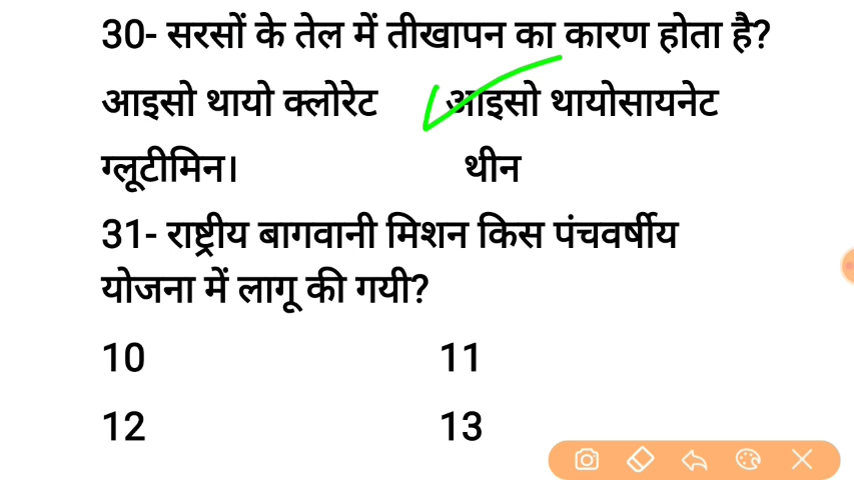 30- सरसों के तेल में तीखापन का कारण होता है?
आइसो थायो क्लोरेट आइसो थायोसायनेट
ग्लूटीमिन। थीन
31- राष्ट्रीय बागवानी मिशन किस पंचवर्षीय
योजना में लागू की गयी?
10 11
12 13